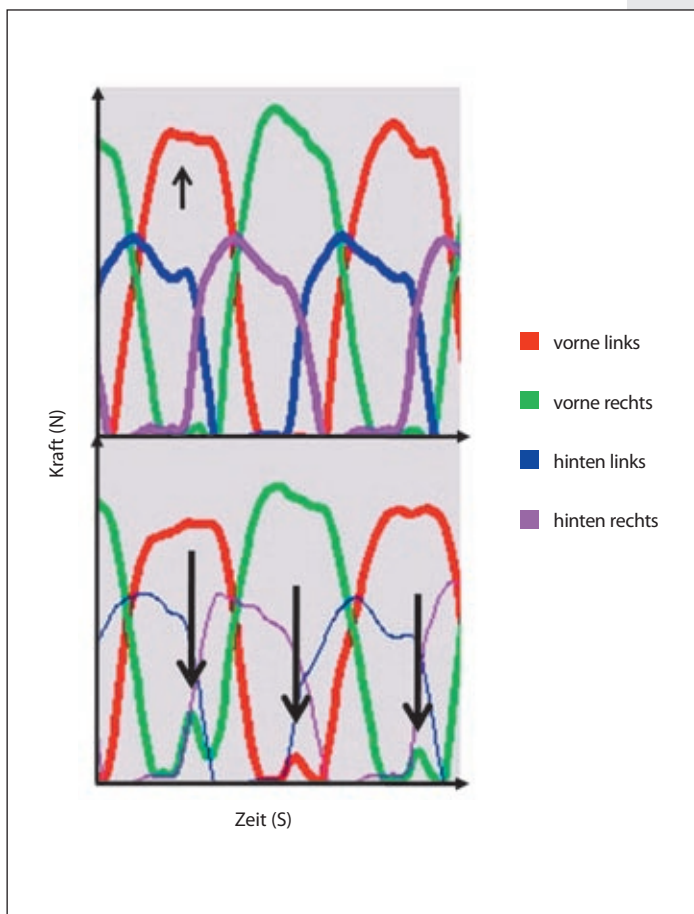 Kraft (N)
vorne links
vorne rechts
hinten links
hinten rechts
Zeit (S)